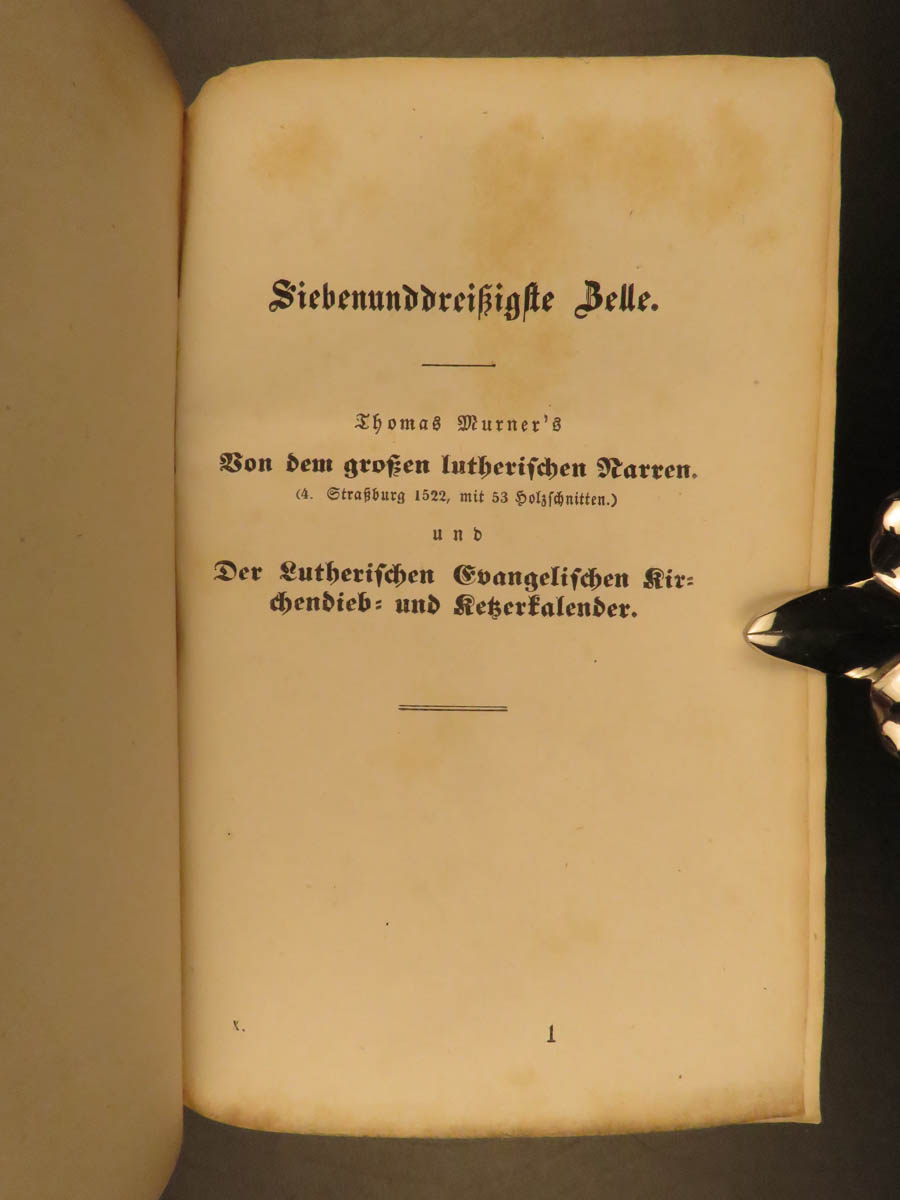 Siebenunddreißigste Zelle.
Thomas Murner's
Von dem großen lutherischen Narren.
(4. Straßburg 1522, mit 53 Holzschnitten.)
und
Der Lutherischen Evangelischen Kir=
chendieb= und Ketzerkalender.
X. 1